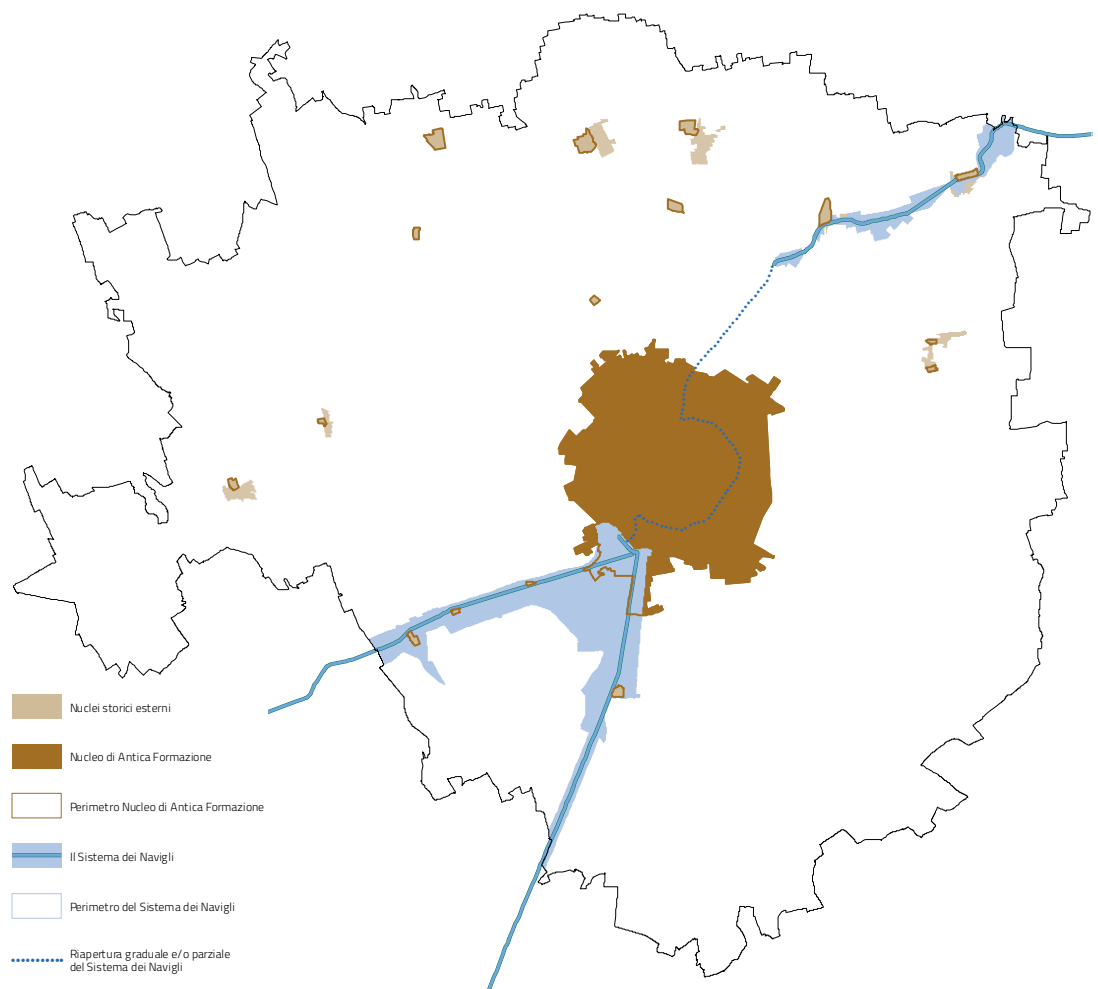 Nuclei storici esterni
Nucleo di Antica Formazione
Perimetro Nucleo di Antica Formazione
Il Sistema dei Navigli
Perimetro del Sistema dei Navigli
Riapertura graduale e/o parziale
del Sistema dei Navigli